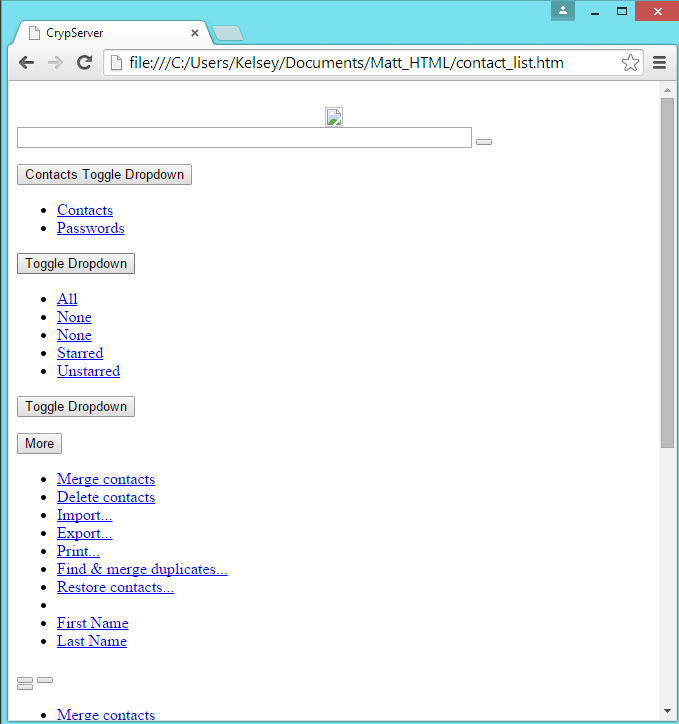 CrypServer
file:///C:/Users/Kelsey/Documents/Matt_HTML/contact_list.htm
Contacts Toggle Dropdown
Contacts
Passwords
Toggle Dropdown
All
None
None
Starred
Unstarred
Toggle Dropdown
More
Merge contacts
Delete contacts
Import...
Export...
Print...
Find & merge duplicates...
Restore contacts...
First Name
Last Name
Merge contacts